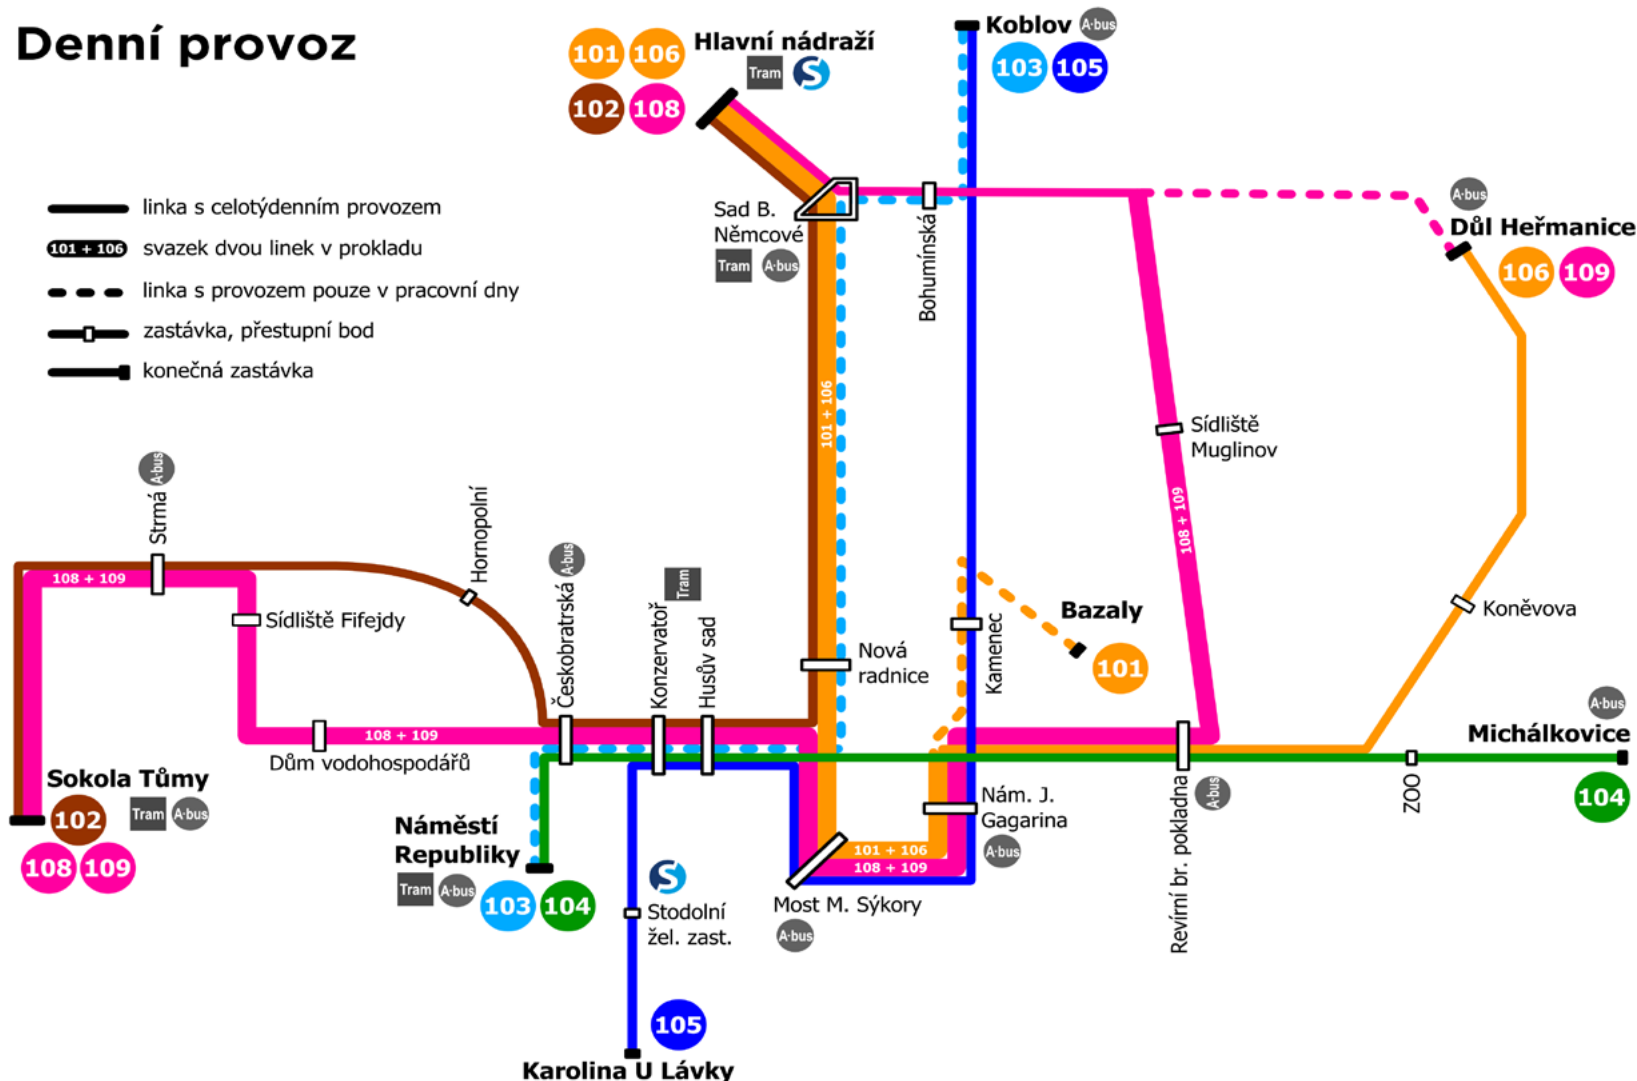 Denní provoz
101 106
102 108
Hlavní nádraží
Tram S
Koblov A-bus
103 105
linka s celotýdenním provozem
101 + 106 svazek dvou linek v prokladu
linka s provozem pouze v pracovní dny
zastávka, přestupní bod
konečná zastávka
Sad B.
Němcové
Tram A-bus
Bohumínská
A-bus
Důl Heřmanice
106 109
101 + 106
Sídliště
Muglinov
108 + 109
Strmá A-bus
Hornopolní
108 + 109
Sídliště Fifejdy
Českobratrská A-bus
Konzervatoř Tram
Husův sad
Nová
radnice
Kamenec
Bazaly
101
Koněvova
108 + 109
Dům vodohospodářů
A-bus
Michálkovice
104
ZOO
Sokola Tůmy
102 Tram A-bus
108 109
Náměstí
Republiky
Tram A-bus 103 104
S
Stodolní
žel. zast.
101 + 106
108 + 109
Most M. Sýkory
A-bus
Nám. J.
Gagarina
A-bus
Revírní br. pokladna A-bus
105
Karolina U Lávky